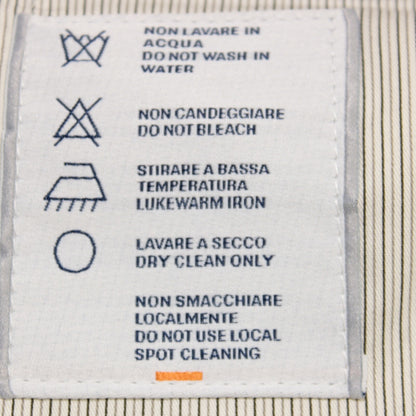 NON LAVARE IN
ACQUA
DO NOT WASH IN
WATER
NON CANDEGGIARE
DO NOT BLEACH
STIRARE A BASSA
TEMPERATURA
LUKEWARM IRON
LAVARE A SECCO
DRY CLEAN ONLY
NON SMACCHIARE
LOCALMENTE
DO NOT USE LOCAL
SPOT CLEANING